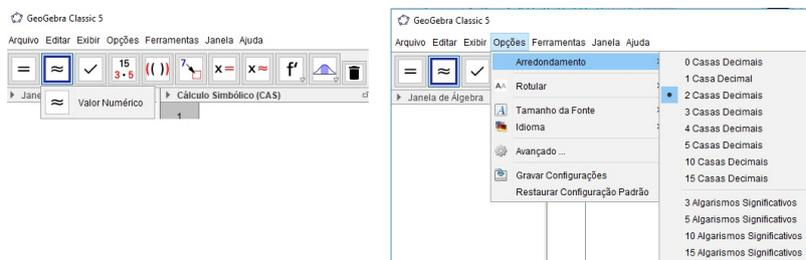 GeoGebra Classic 5
Arquivo Editar Exibir Opções Ferramentas Janela Ajuda
= ≈ ✓ 15 3•5 (( )) 7 x = x ≈ f'
Jane
Cálculo Simbólico (CAS)
≈ Valor Numérico
1
GeoGebra Classic 5
Arquivo Editar Exibir Opções Ferramentas Janela Ajuda
= ≈ ✓
Janela de Álgebra
Arredondamento
AA Rotular
A Tamanho da Fonte
Idioma
Avançado ...
Gravar Configurações
Restaurar Configuração Padrão
0 Casas Decimais
1 Casa Decimal
2 Casas Decimais
3 Casas Decimais
4 Casas Decimais
5 Casas Decimais
10 Casas Decimais
15 Casas Decimais
3 Algarismos Significativos
5 Algarismos Significativos
10 Algarismos Significativos
15 Algarismos Significativos